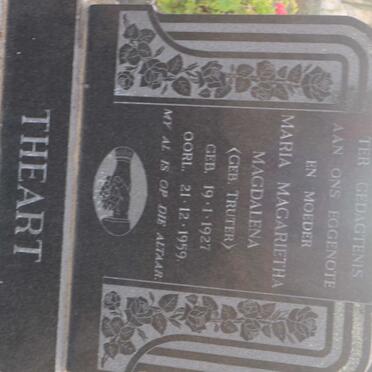 TER GEDAGTENIS
AAN ONS EGGENOTE
EN MOEDER
MARIA MAGARIETHA
MAGDALENA
(GEB. TRUTER)
GEB. 19·1·1927
OORL. 21·12·1959.
MY AL IS OP DIE ALTAAR.
THEART